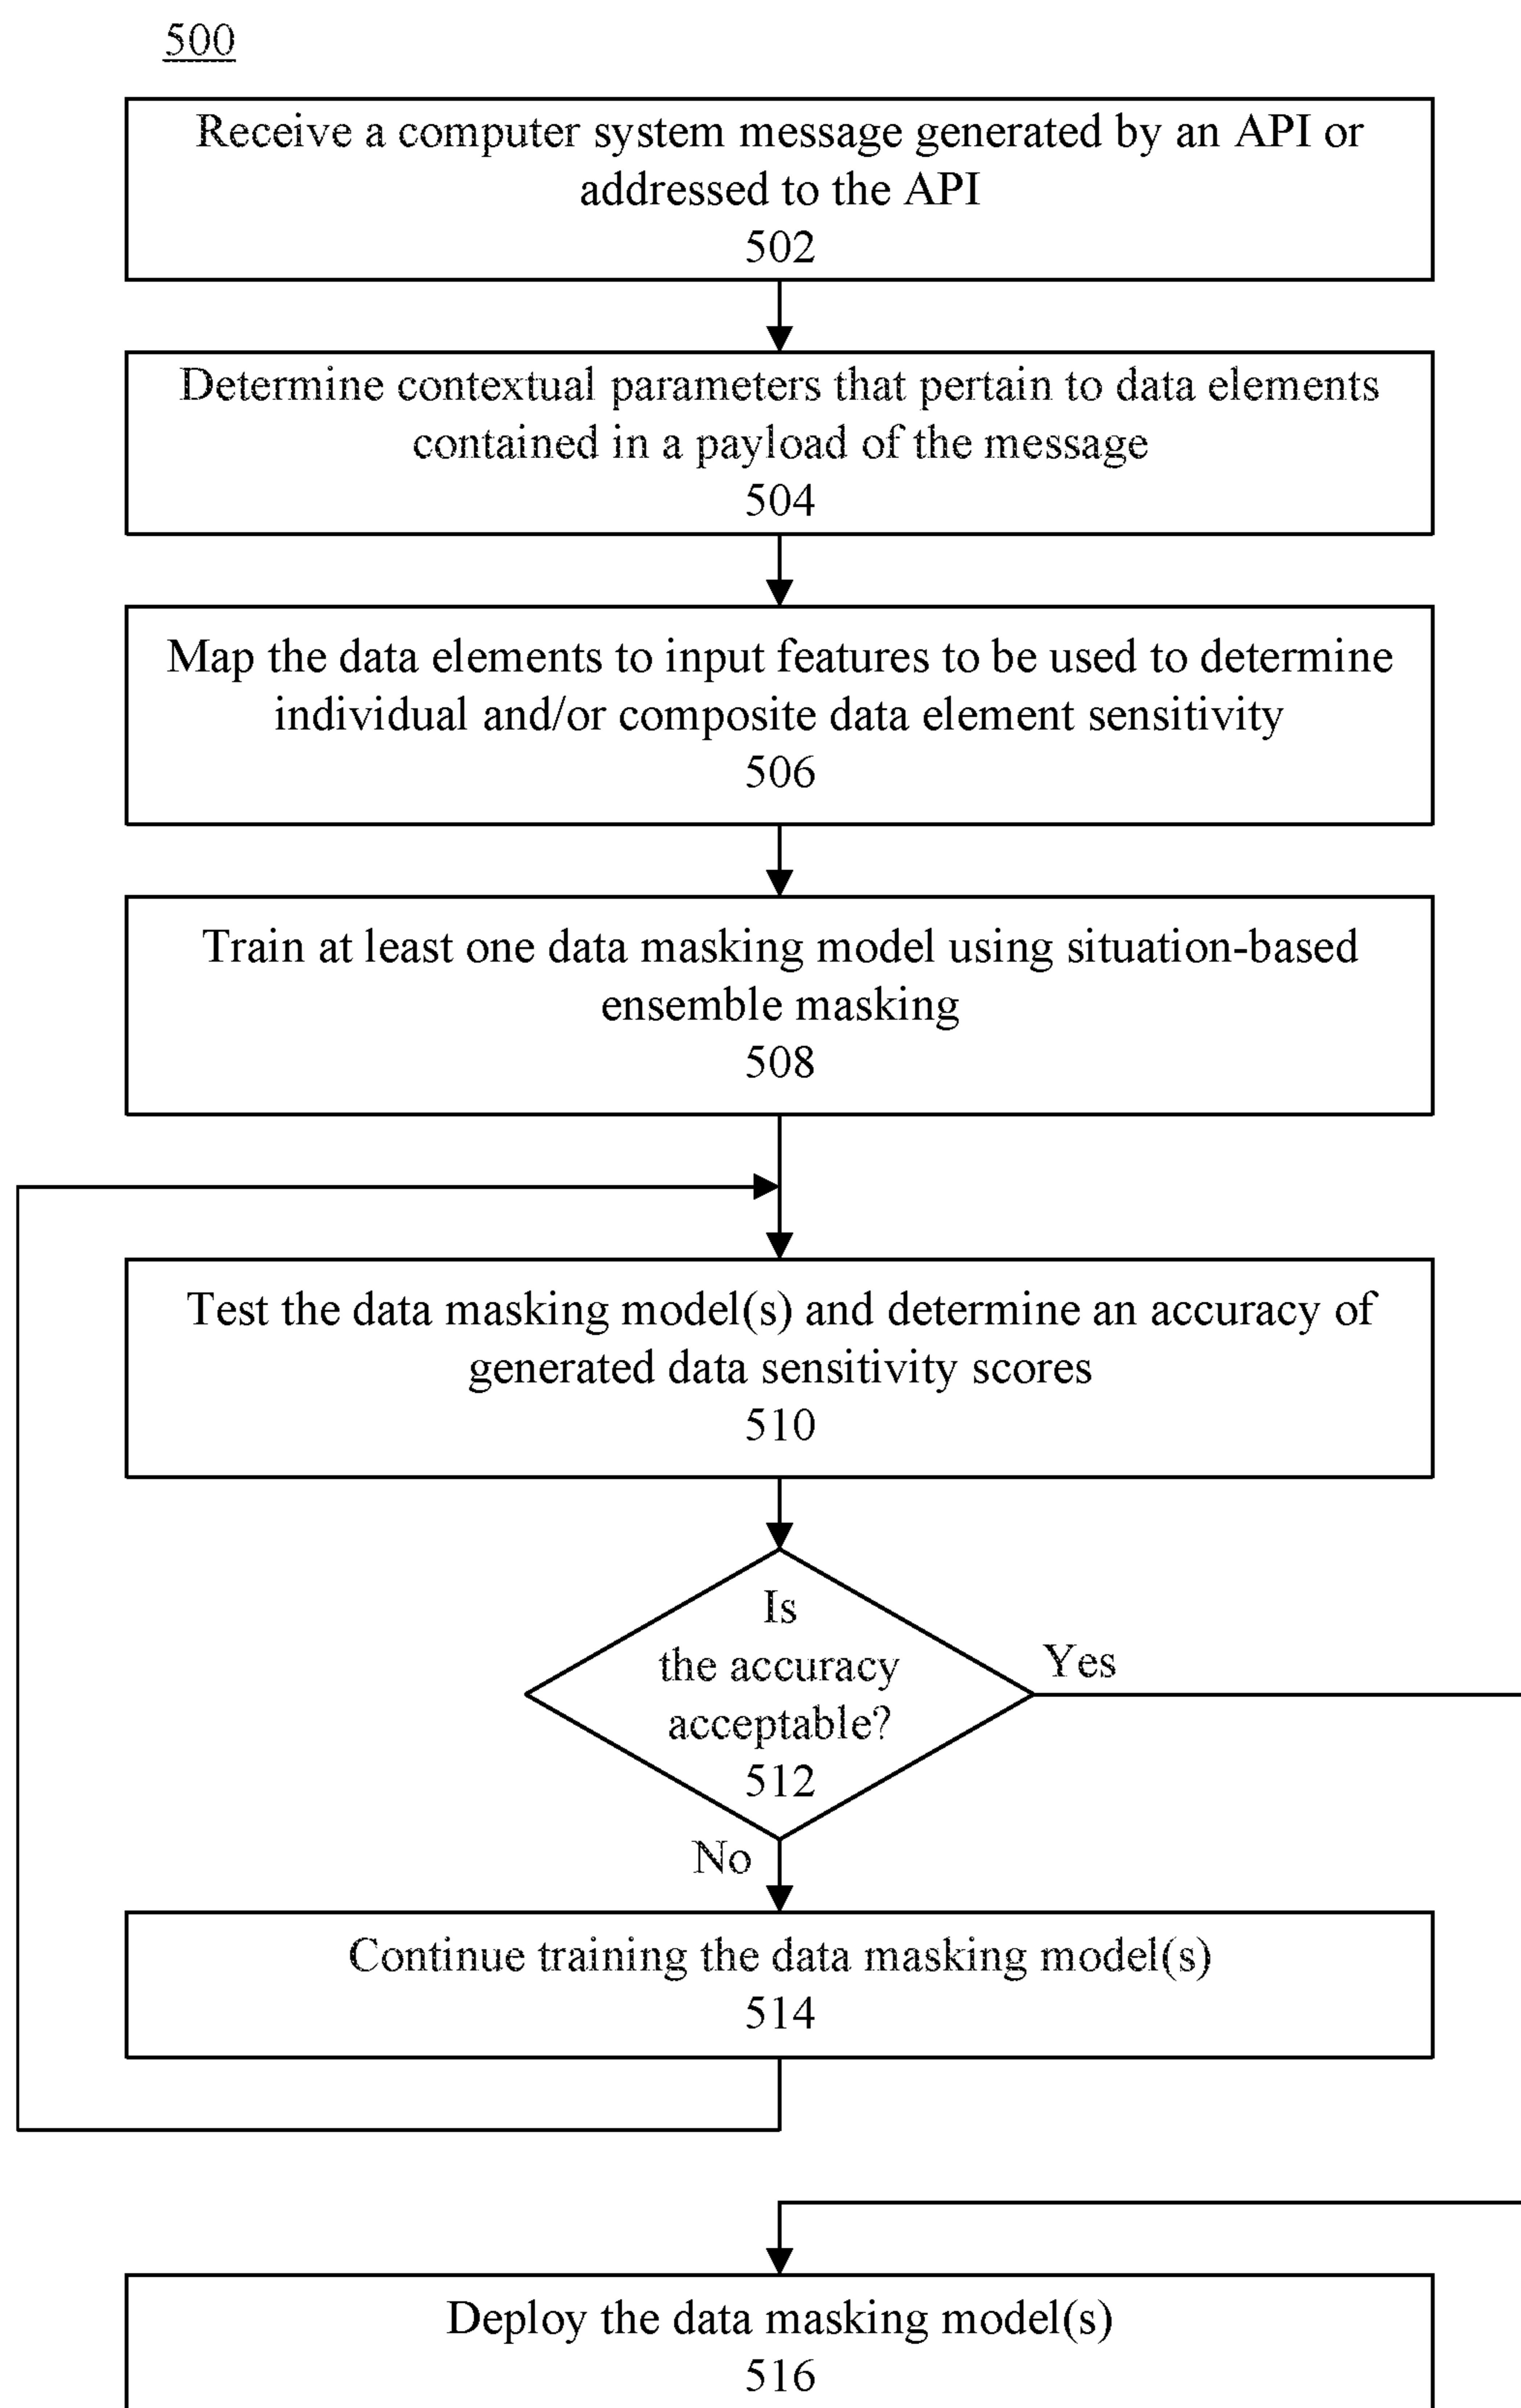 500
Receive a computer system message generated by an API or
addressed to the API
502
Determine contextual parameters that pertain to data elements
contained in a payload of the message
504
Map the data elements to input features to be used to determine
individual and/or composite data element sensitivity
506
Train at least one data masking model using situation-based
ensemble masking
508
Test the data masking model(s) and determine an accuracy of
generated data sensitivity scores
510
Is
the accuracy
acceptable?
512
Yes
No
Continue training the data masking model(s)
514
Deploy the data masking model(s)
516